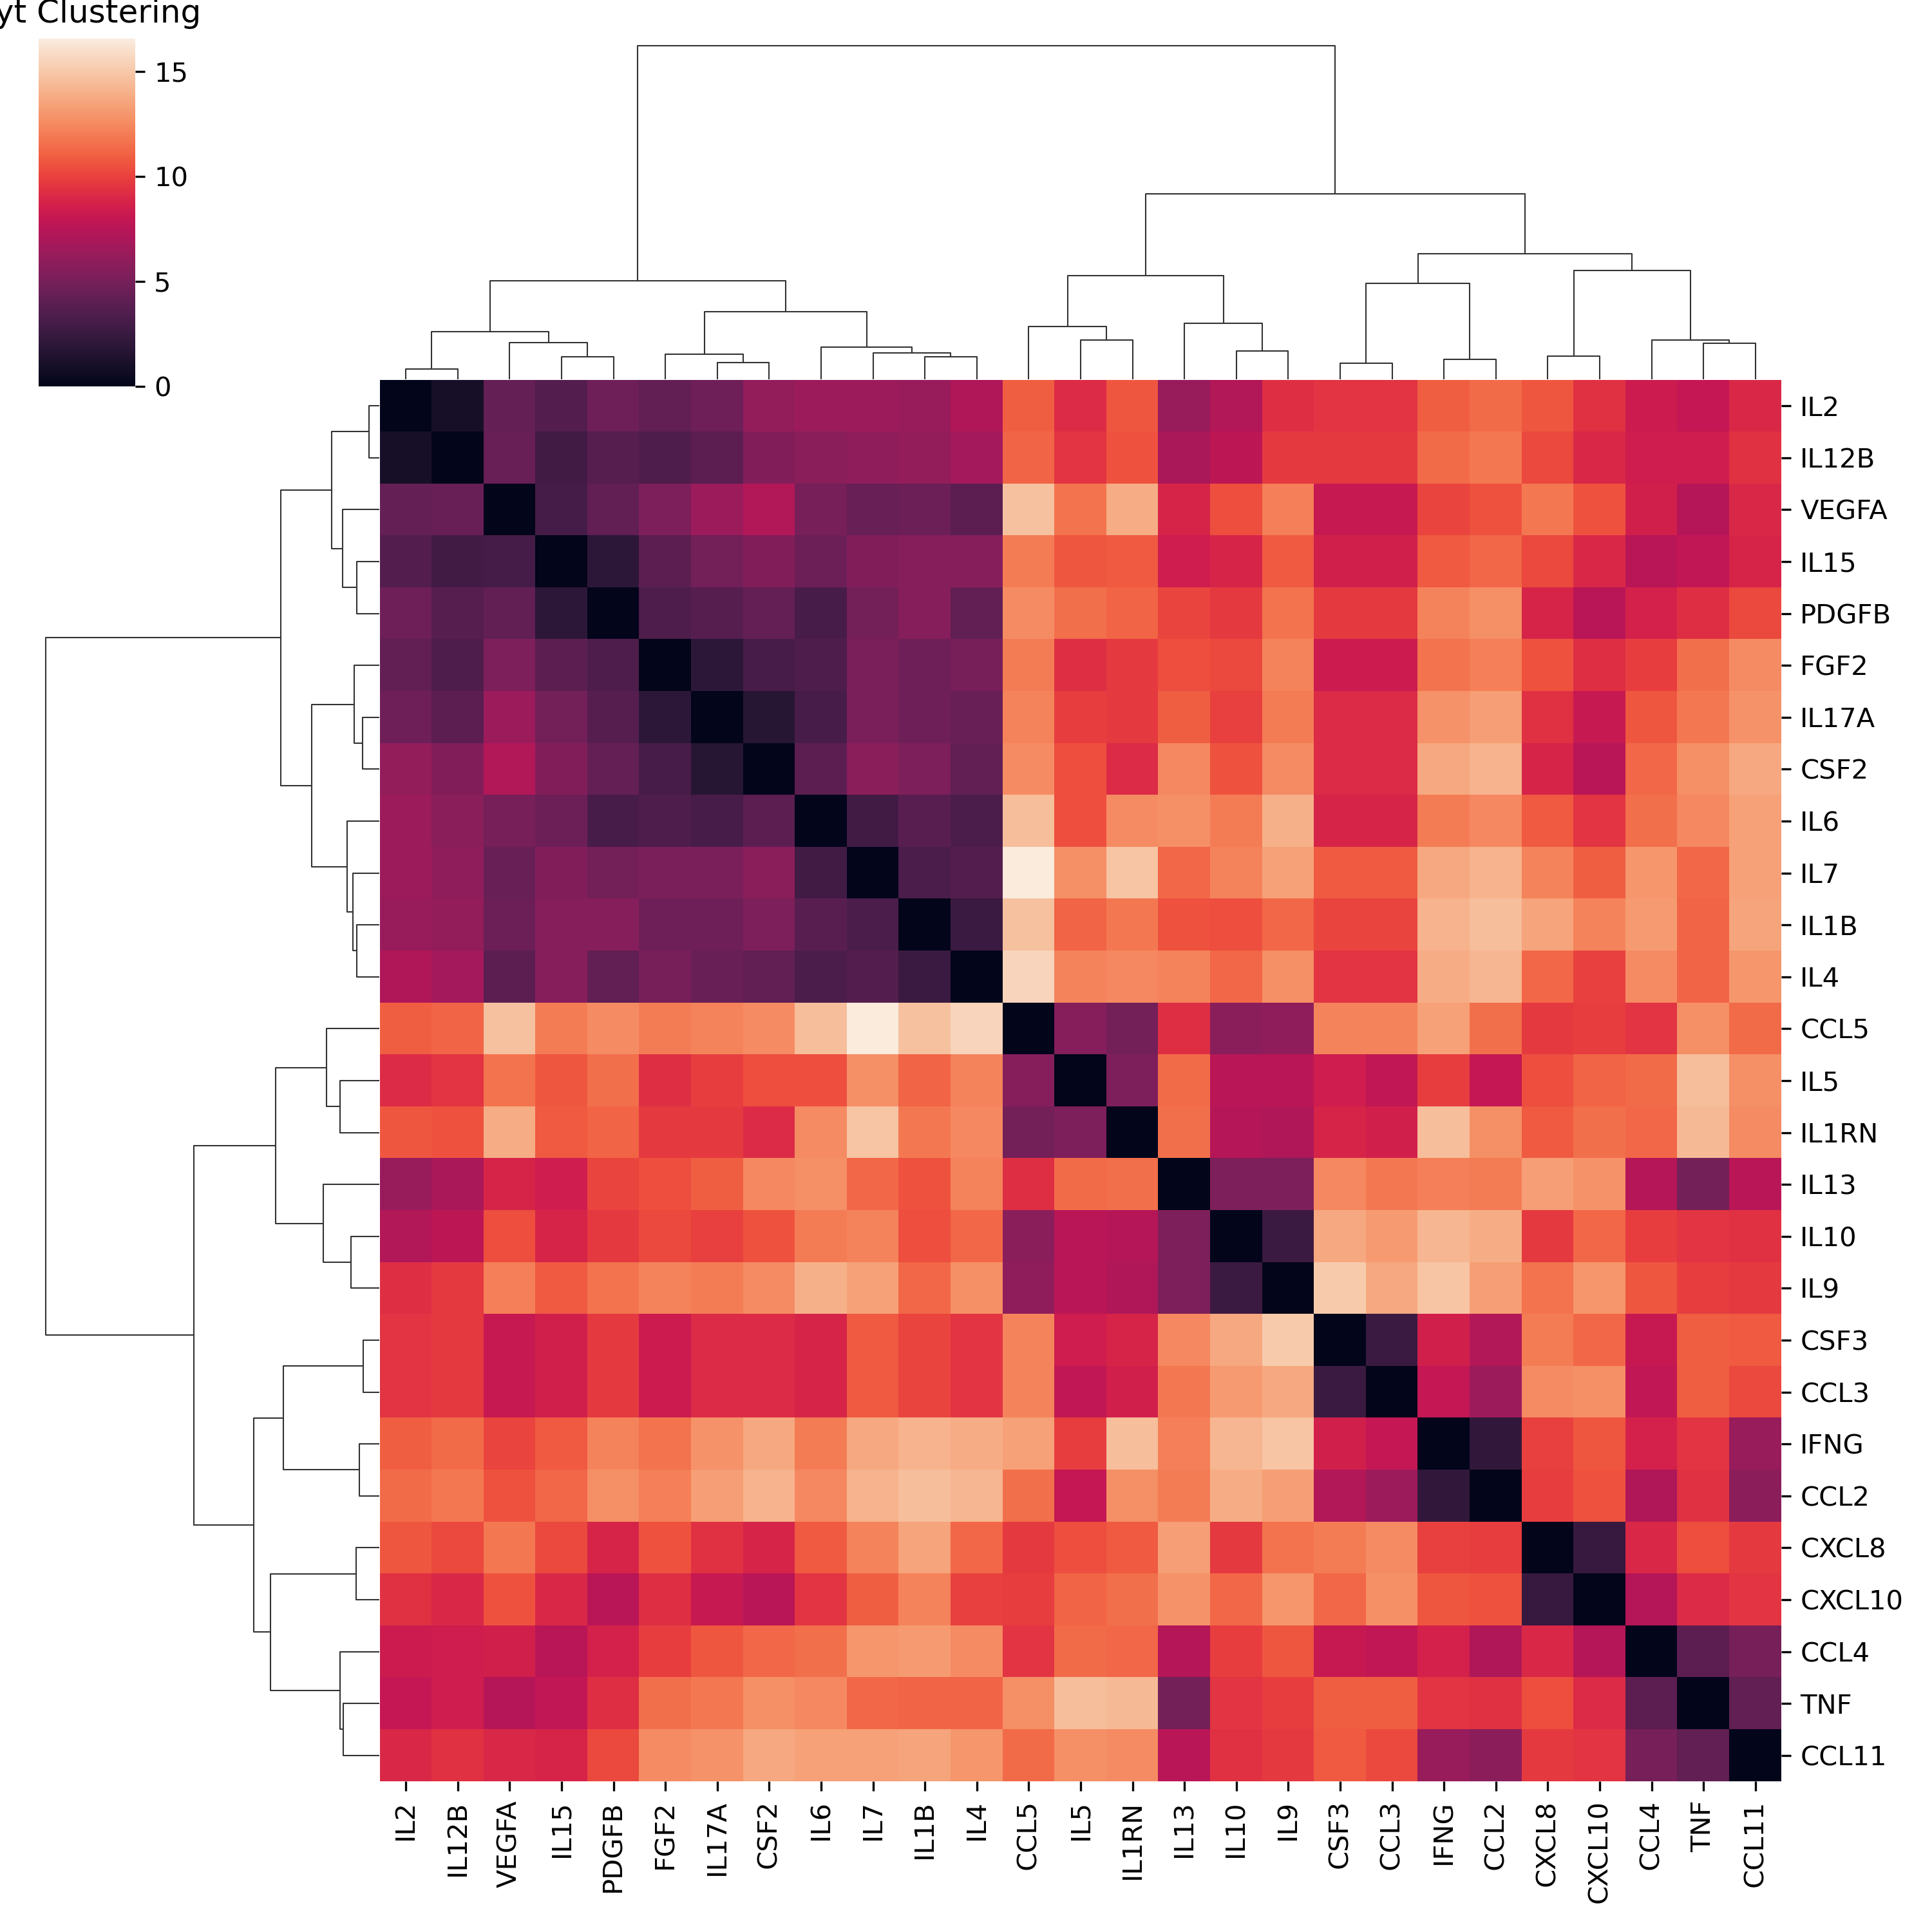 yt Clustering
15
10
5
0
IL2
IL12B
VEGFA
IL15
PDGFB
FGF2
IL17A
CSF2
IL6
IL7
IL1B
IL4
CCL5
IL5
IL1RN
IL13
IL10
IL9
CSF3
CCL3
IFNG
CCL2
CXCL8
CXCL10
CCL4
TNF
CCL11
IL2 IL12B VEGFA IL15 PDGFB FGF2 IL17A CSF2 IL6 IL7 IL1B IL4 CCL5 IL5 IL1RN IL13 IL10 IL9 CSF3 CCL3 IFNG CCL2 CXCL8 CXCL10 CCL4 TNF CCL11